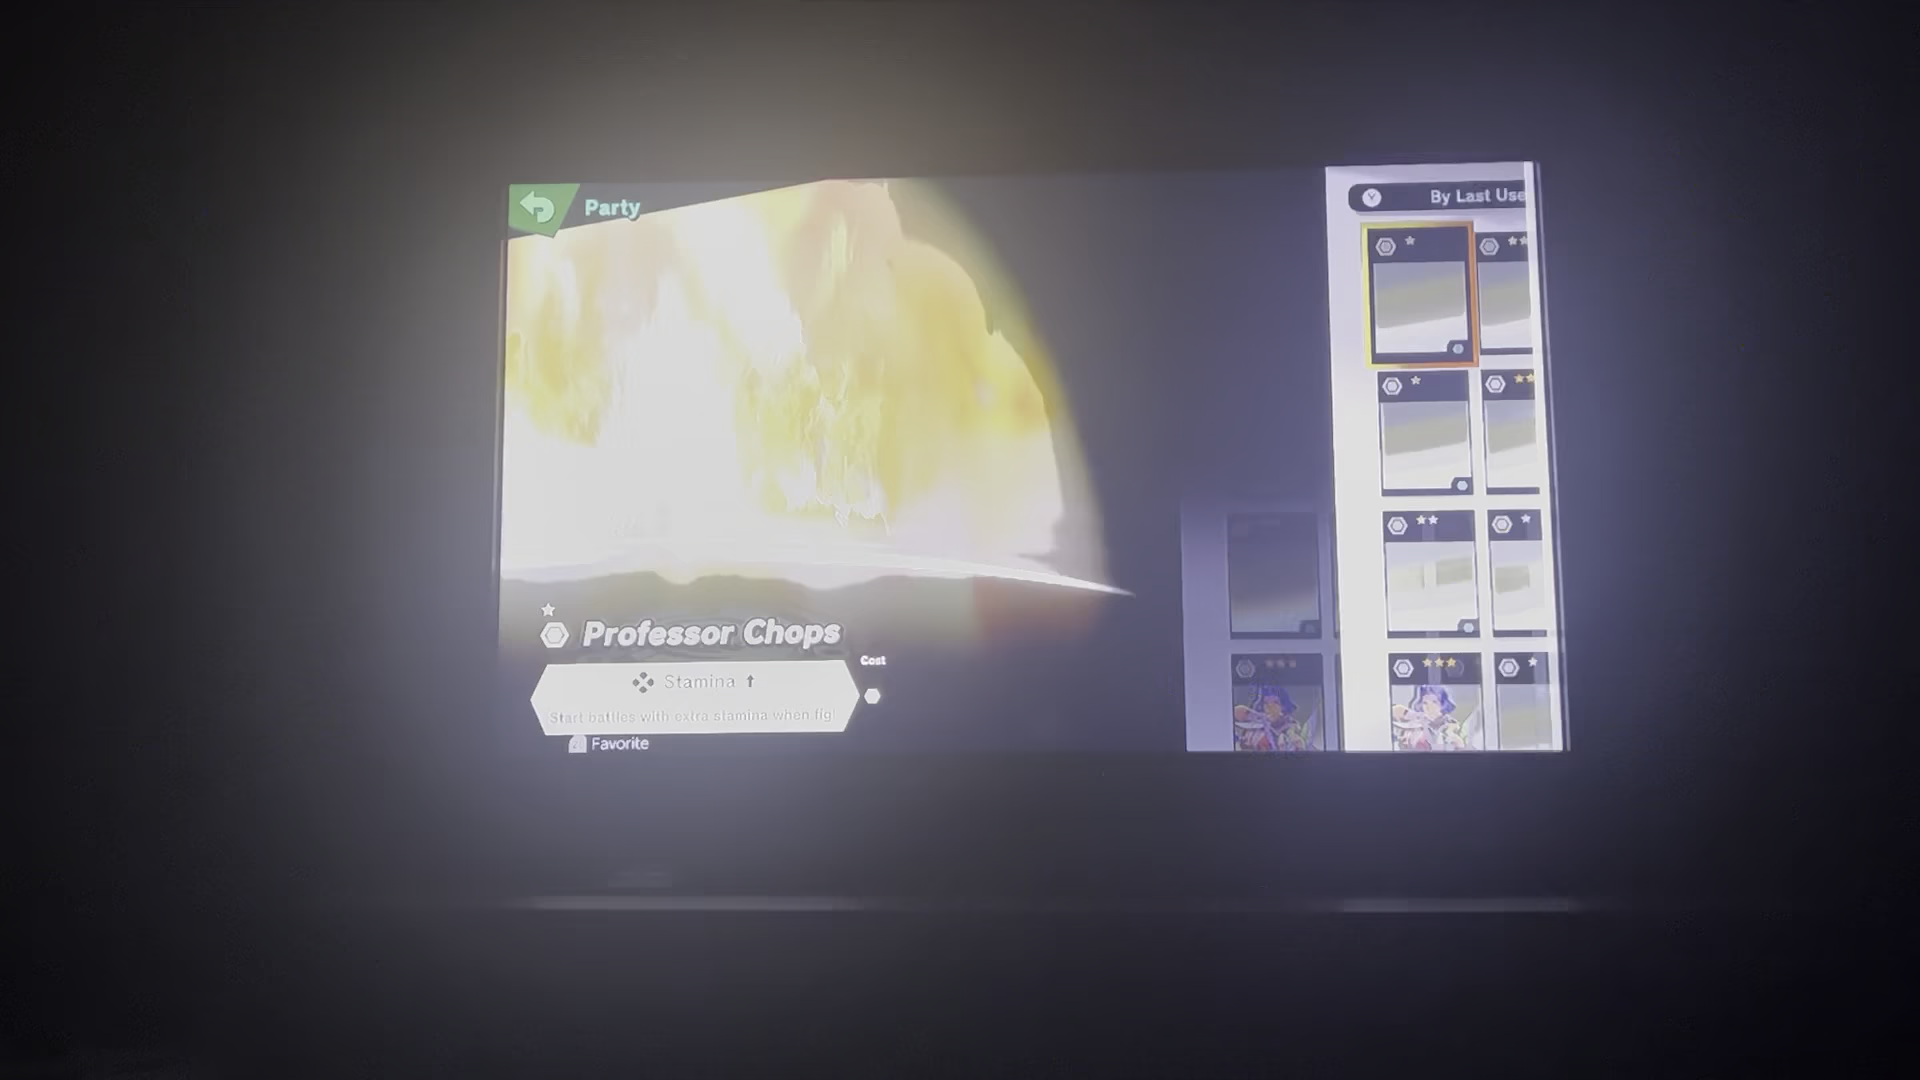 Party
By Last Use
Professor Chops
Cost
Stamina ↑
Start battles with extra stamina when fig
Favorite